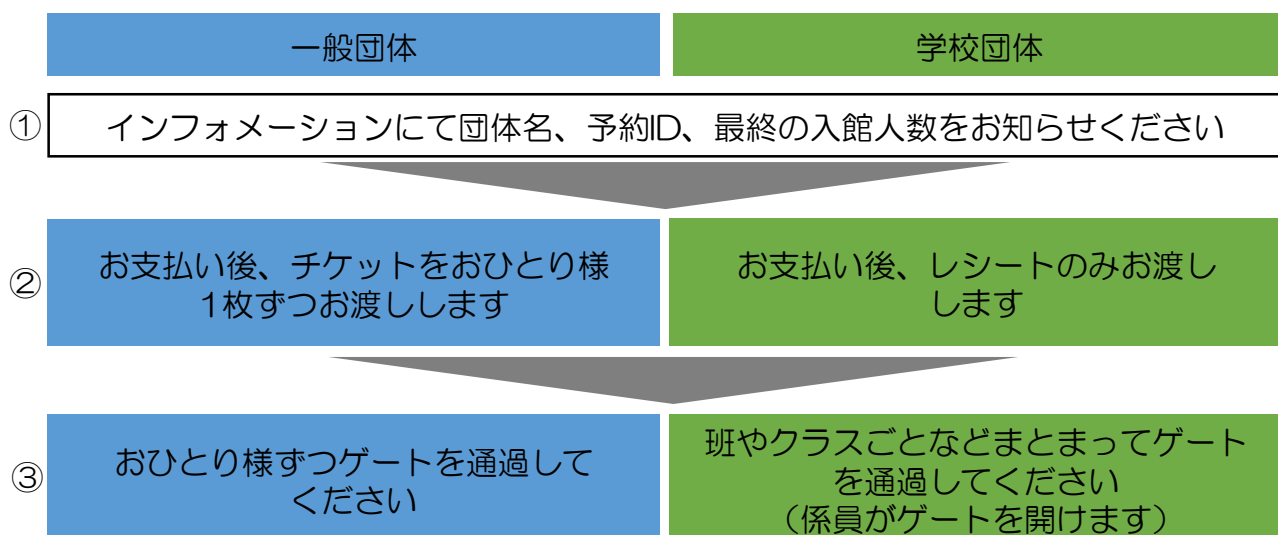 一般団体
学校団体
① インフォメーションにて団体名、予約ID、最終の入館人数をお知らせください
②
お支払い後、チケットをおひとり様
1枚ずつお渡しします
お支払い後、レシートのみお渡し
します
③
おひとり様ずつゲートを通過して
ください
班やクラスごとなどまとまってゲート
を通過してください
（係員がゲートを開けます）